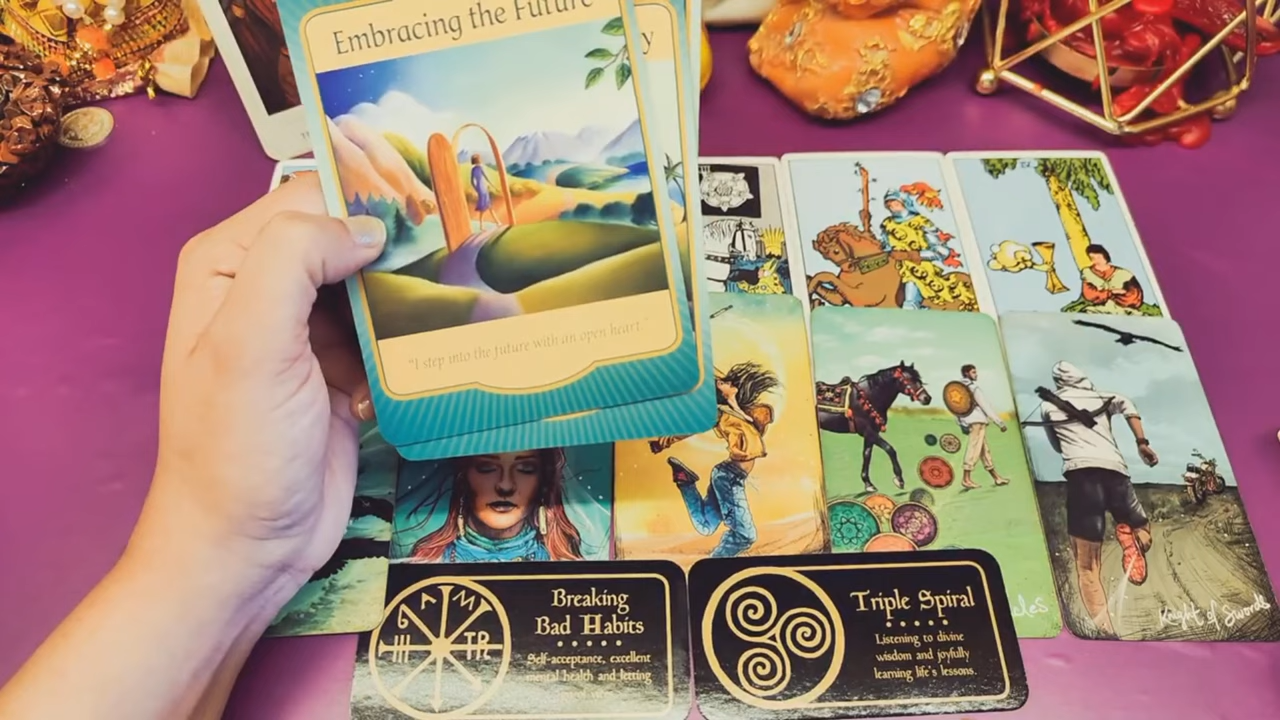 Embracing the Future
y
"I step into the future with an open heart."
Breaking
Bad Habits
Self-acceptance, excellent
mental health and letting
Triple Spiral
Listening to divine
wisdom and joyfully
learning life's lessons.
cles
Knight of Swords